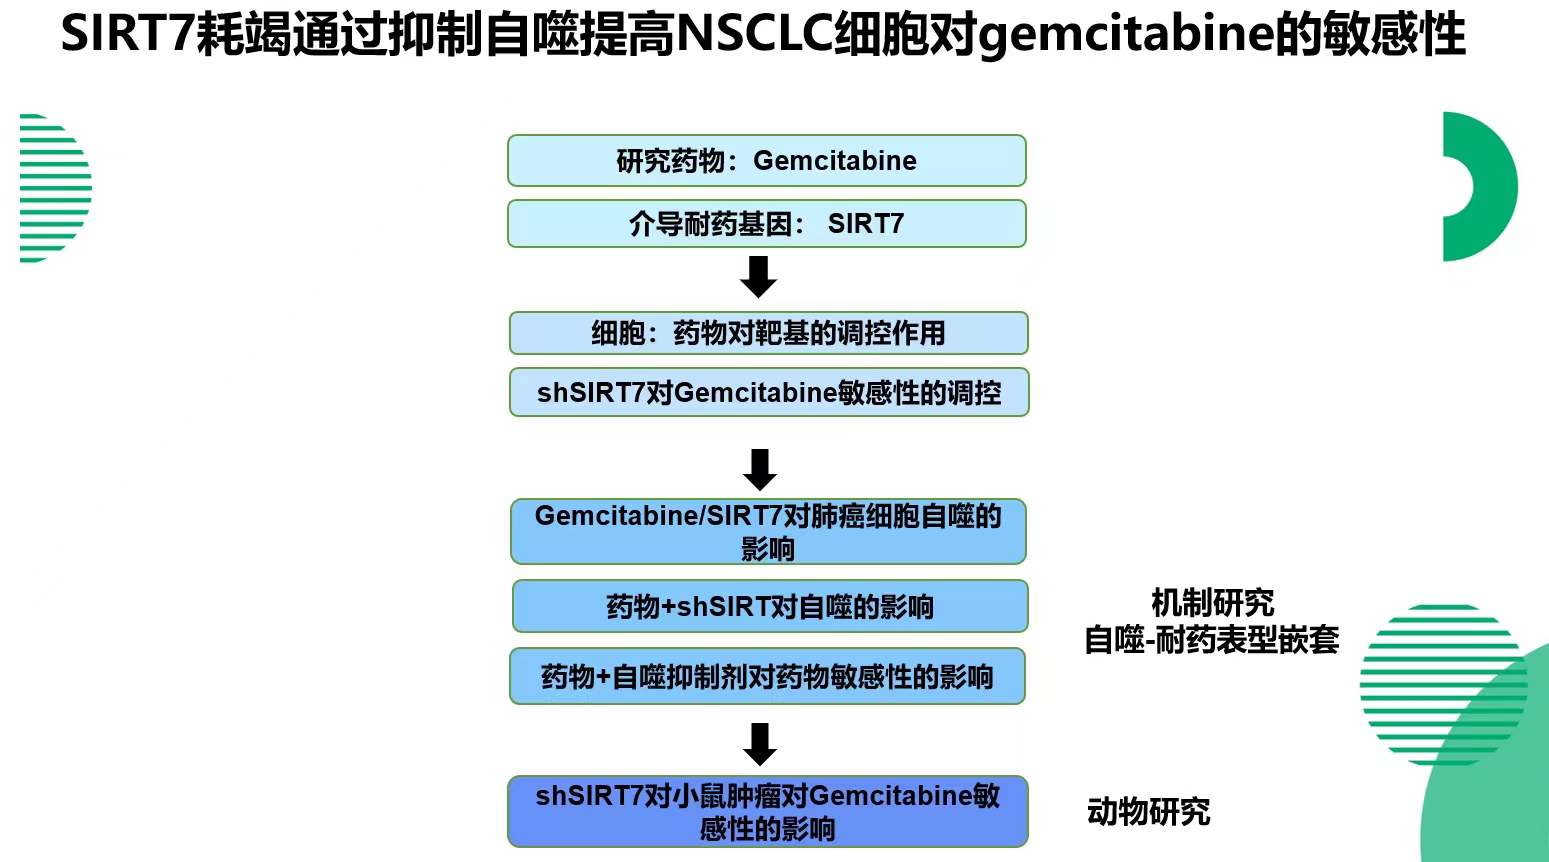 SIRT7耗竭通过抑制自噬提高NSCLC细胞对gemcitabine的敏感性
研究药物：Gemcitabine
介导耐药基因： SIRT7
细胞：药物对靶基的调控作用
shSIRT7对Gemcitabine敏感性的调控
Gemcitabine/SIRT7对肺癌细胞自噬的
影响
药物+shSIRT对自噬的影响
药物+自噬抑制剂对药物敏感性的影响
机制研究
自噬-耐药表型嵌套
shSIRT7对小鼠肿瘤对Gemcitabine敏
感性的影响
动物研究